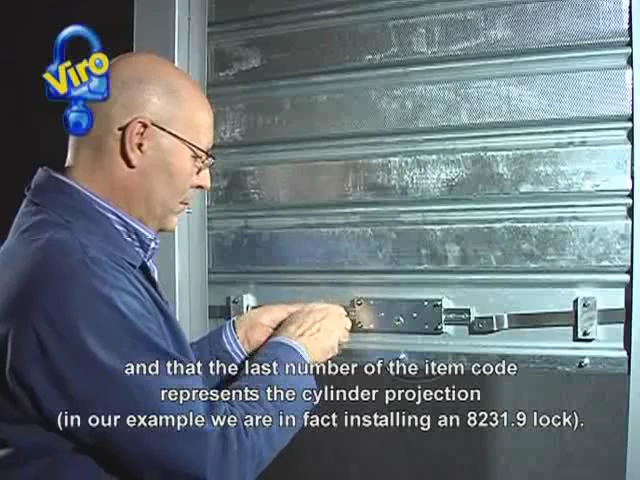 Viro
and that the last number of the item code
represents the cylinder projection
(in our example we are in fact installing an 8231.9 lock).